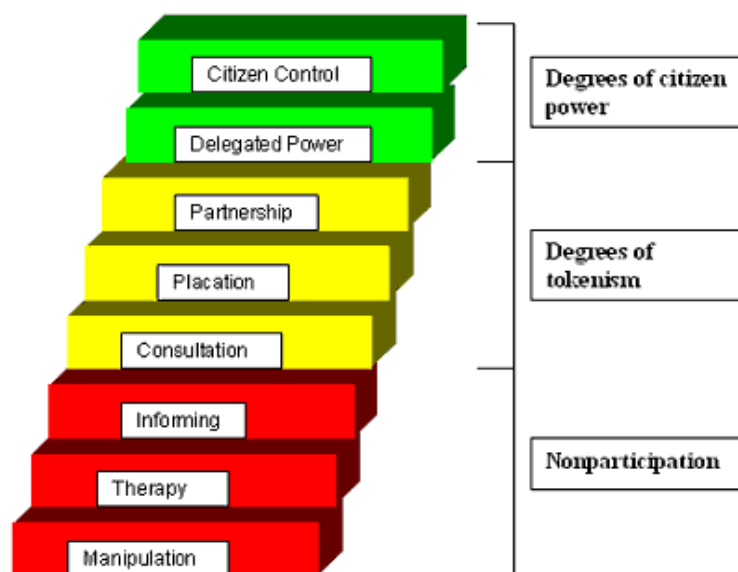 Citizen Control
Delegated Power
Partnership
Placation
Consultation
Informing
Therapy
Manipulation
Degrees of citizen
power
Degrees of
tokenism
Nonparticipation